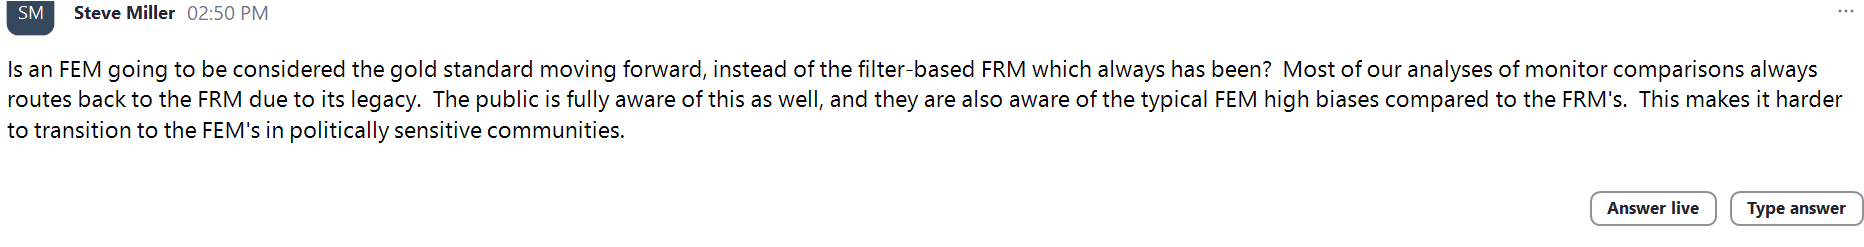 SM Steve Miller 02:50 PM ...
Is an FEM going to be considered the gold standard moving forward, instead of the filter-based FRM which always has been?  Most of our analyses of monitor comparisons always
routes back to the FRM due to its legacy.  The public is fully aware of this as well, and they are also aware of the typical FEM high biases compared to the FRM's.  This makes it harder
to transition to the FEM's in politically sensitive communities.
Answer live Type answer